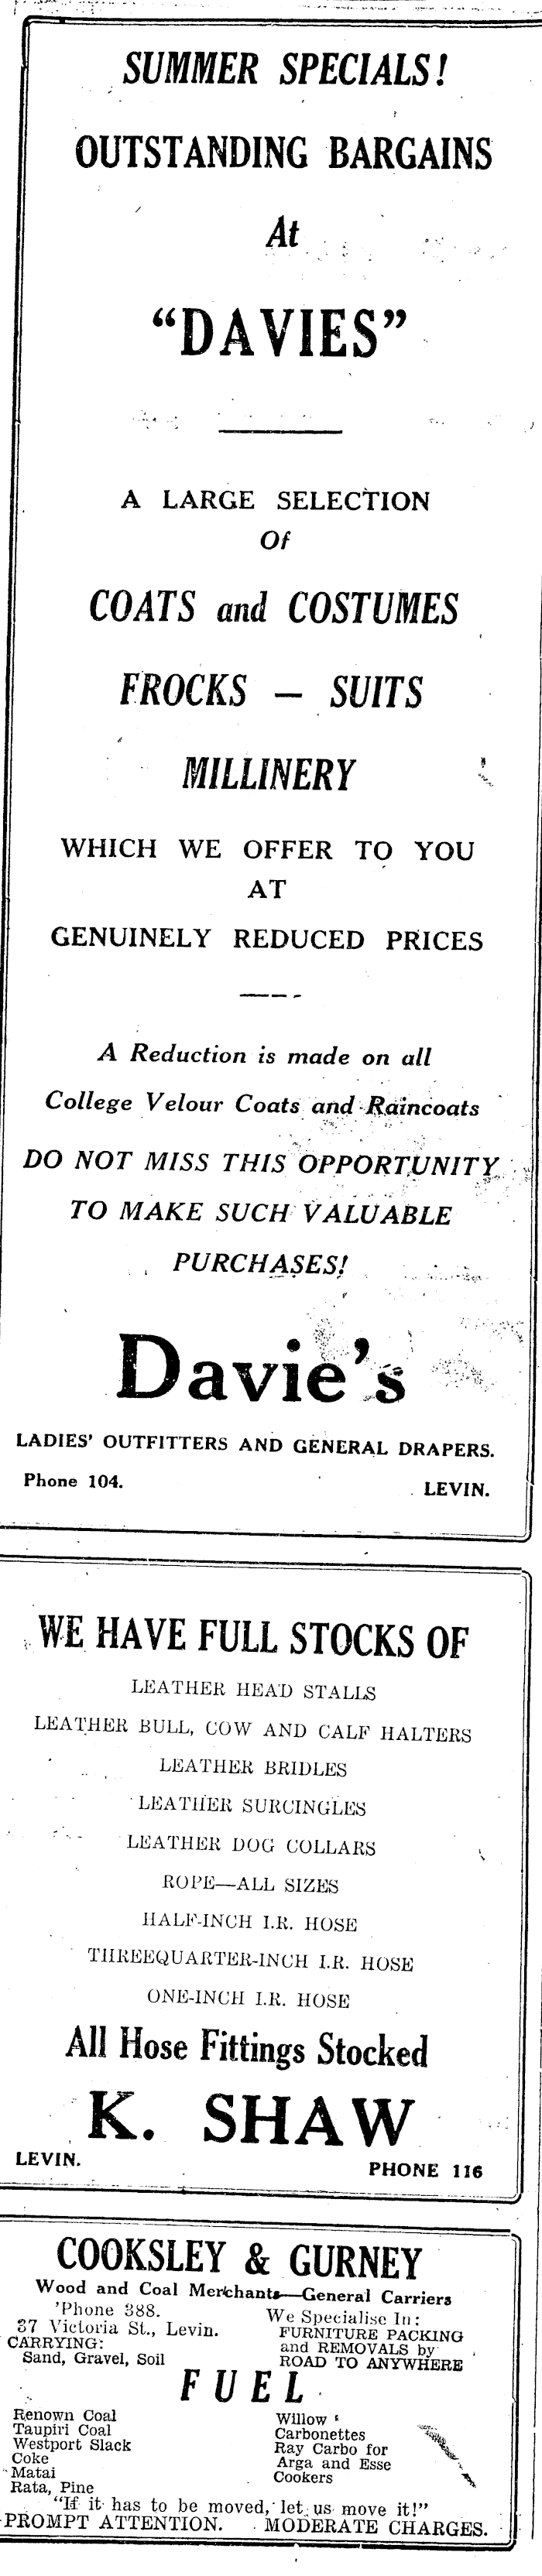 SUMMER SPECIALS!
OUTSTANDING BARGAINS
At
“DAVIES”
A LARGE SELECTION
Of
COATS and COSTUMES
FROCKS — SUITS
MILLINERY
WHICH WE OFFER TO YOU
AT
GENUINELY REDUCED PRICES
A Reduction is made on all
College Velour Coats and Raincoats
DO NOT MISS THIS OPPORTUNITY
TO MAKE SUCH VALUABLE
PURCHASES!
Davie's
LADIES' OUTFITTERS AND GENERAL DRAPERS.
Phone 104. LEVIN.
WE HAVE FULL STOCKS OF
LEATHER HEAD STALLS
LEATHER BULL, COW AND CALF HALTERS
LEATHER BRIDLES
LEATHER SURCINGLES
LEATHER DOG COLLARS
ROPE—ALL SIZES
HALF-INCH I.R. HOSE
THREEQUARTER-INCH I.R. HOSE
ONE-INCH I.R. HOSE
All Hose Fittings Stocked
K. SHAW
LEVIN. PHONE 116
COOKSLEY & GURNEY
Wood and Coal Merchants—General Carriers
'Phone 388.
37 Victoria St., Levin.
CARRYING:
Sand, Gravel, Soil
We Specialise In:
FURNITURE PACKING
and REMOVALS by
ROAD TO ANYWHERE
FUEL
Renown Coal
Taupiri Coal
Westport Slack
Coke
Matai
Rata, Pine
Willow
Carbonettes
Ray Carbo for
Arga and Esse
Cookers
“If it has to be moved, let us move it!”
PROMPT ATTENTION. MODERATE CHARGES.